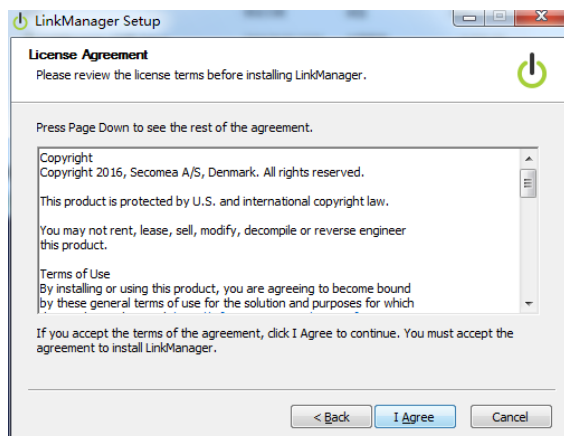 LinkManager Setup
License Agreement
Please review the license terms before installing LinkManager.
Press Page Down to see the rest of the agreement.
Copyright
Copyright 2016, Secomea A/S, Denmark. All rights reserved.
This product is protected by U.S. and international copyright law.
You may not rent, lease, sell, modify, decompile or reverse engineer
this product.
Terms of Use
By installing or using this product, you are agreeing to become bound
by these general terms of use for the solution and purposes for which
If you accept the terms of the agreement, click I Agree to continue. You must accept the
agreement to install LinkManager.
< Back
I Agree
Cancel